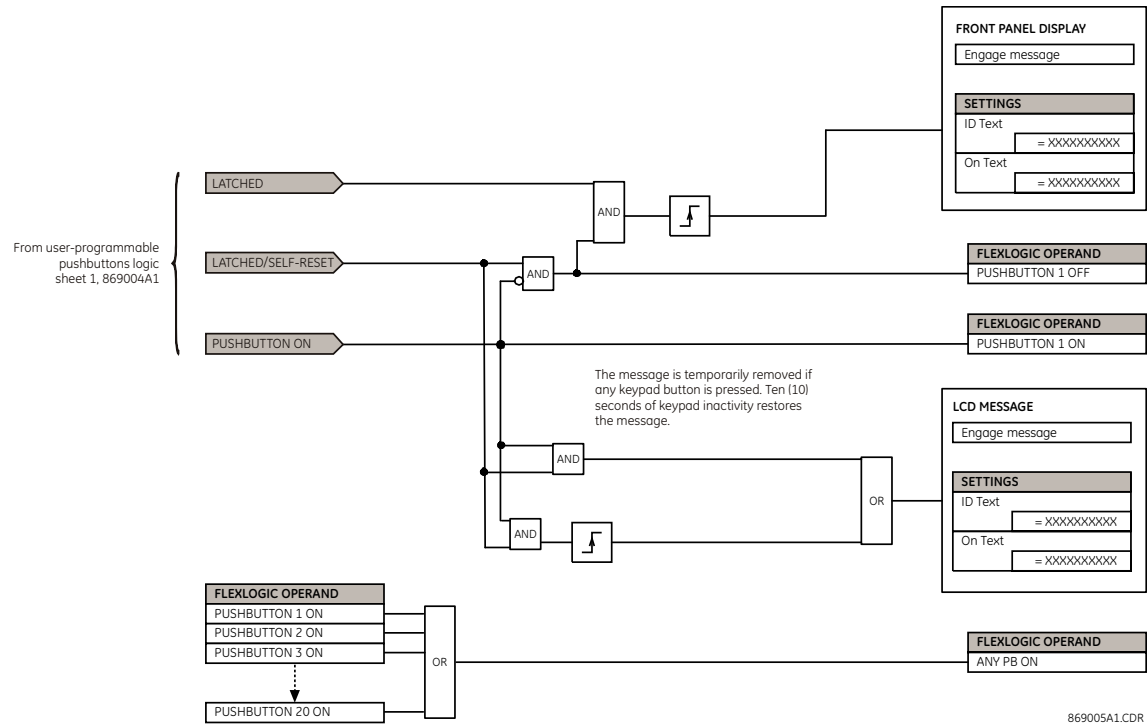 FRONT PANEL DISPLAY
Engage message
SETTINGS
ID Text
= XXXXXXXXXX
On Text
= XXXXXXXXXX
LATCHED
AND
From user-programmable
pushbuttons logic
sheet 1, 869004A1
LATCHED/SELF-RESET
AND
FLEXLOGIC OPERAND
PUSHBUTTON 1 OFF
PUSHBUTTON ON
FLEXLOGIC OPERAND
PUSHBUTTON 1 ON
The message is temporarily removed if
any keypad button is pressed. Ten (10)
seconds of keypad inactivity restores
the message.
LCD MESSAGE
Engage message
SETTINGS
ID Text
= XXXXXXXXXX
On Text
= XXXXXXXXXX
AND
OR
AND
FLEXLOGIC OPERAND
PUSHBUTTON 1 ON
PUSHBUTTON 2 ON
PUSHBUTTON 3 ON
PUSHBUTTON 20 ON
OR
FLEXLOGIC OPERAND
ANY PB ON
869005A1.CDR